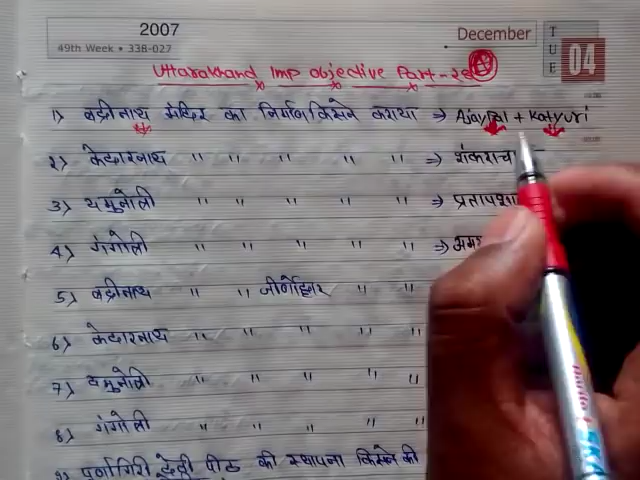 2007
December
TUE
49th Week • 338-027
04
Uttarakhand Imp objective Part-28
1) बद्रीनाथ मंदिर का निर्माण किसने कराया ⇒ Ajaypal + Katyuri
2) केदारनाथ " " " " " ⇒ शंकराचा
3) यमुनोत्री " " " " " ⇒ प्रतापशा
4) गंगोत्री " " " " " ⇒ अमर
5) बद्रीनाथ " " जीर्णोद्वार " "
6) केदारनाथ " " " " "
7) यमुनोत्री " " " " "
8) गंगोत्री " " " " "
9) पूर्णागिरी देवी पीठ की स्थापना किसने की